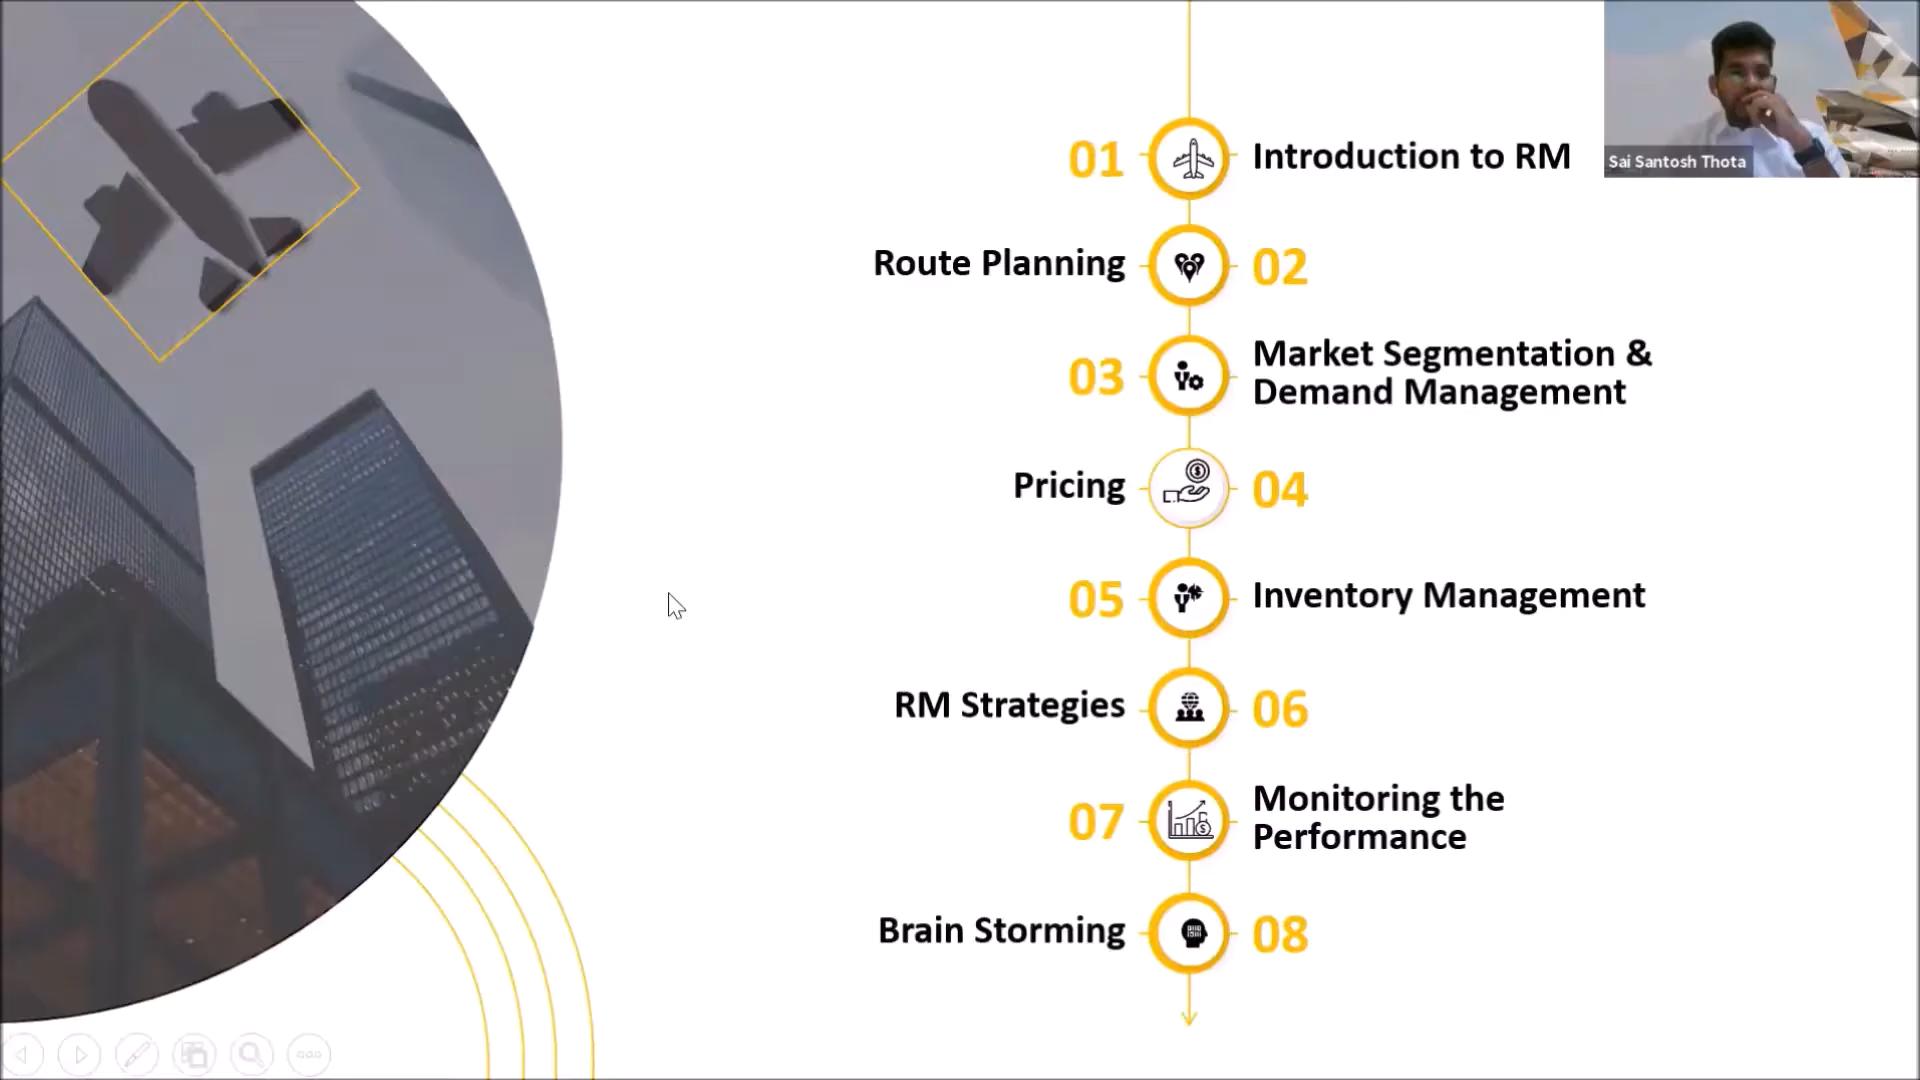 01
Introduction to RM
Sai Santosh Thota
Route Planning
02
03
Market Segmentation &
Demand Management
Pricing
04
05
Inventory Management
RM Strategies
06
07
Monitoring the
Performance
Brain Storming
08